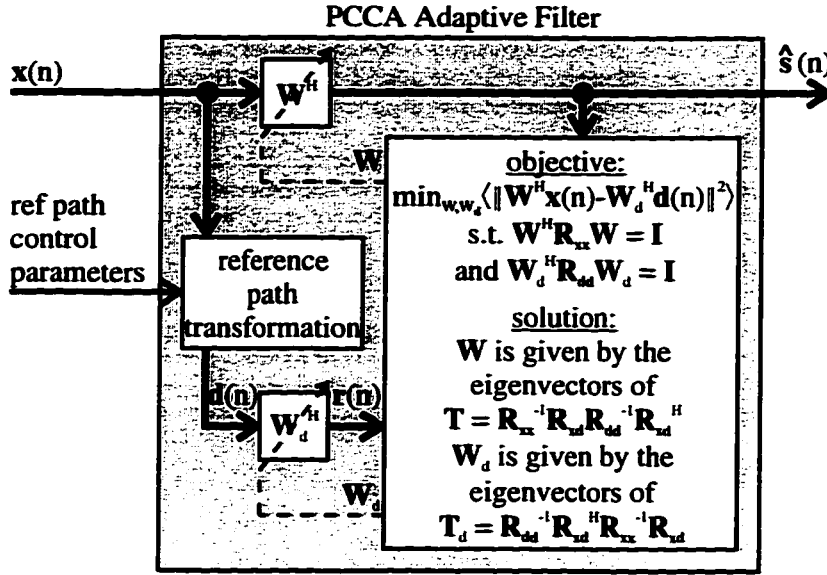 PCCA Adaptive Filter
x(n)
W^H
ŝ(n)
W
objective:
min_{W,W_d}⟨‖W^H x(n)-W_d^H d(n)‖²⟩
s.t. W^H R_xx W = I
and W_d^H R_dd W_d = I
solution:
W is given by the
eigenvectors of
T = R_xx^-1 R_xd R_dd^-1 R_xd^H
W_d is given by the
eigenvectors of
T_d = R_dd^-1 R_xd^H R_xx^-1 R_xd
ref path
control
parameters
reference
path
transformation
d(n)
W_d^H
r(n)
W_d